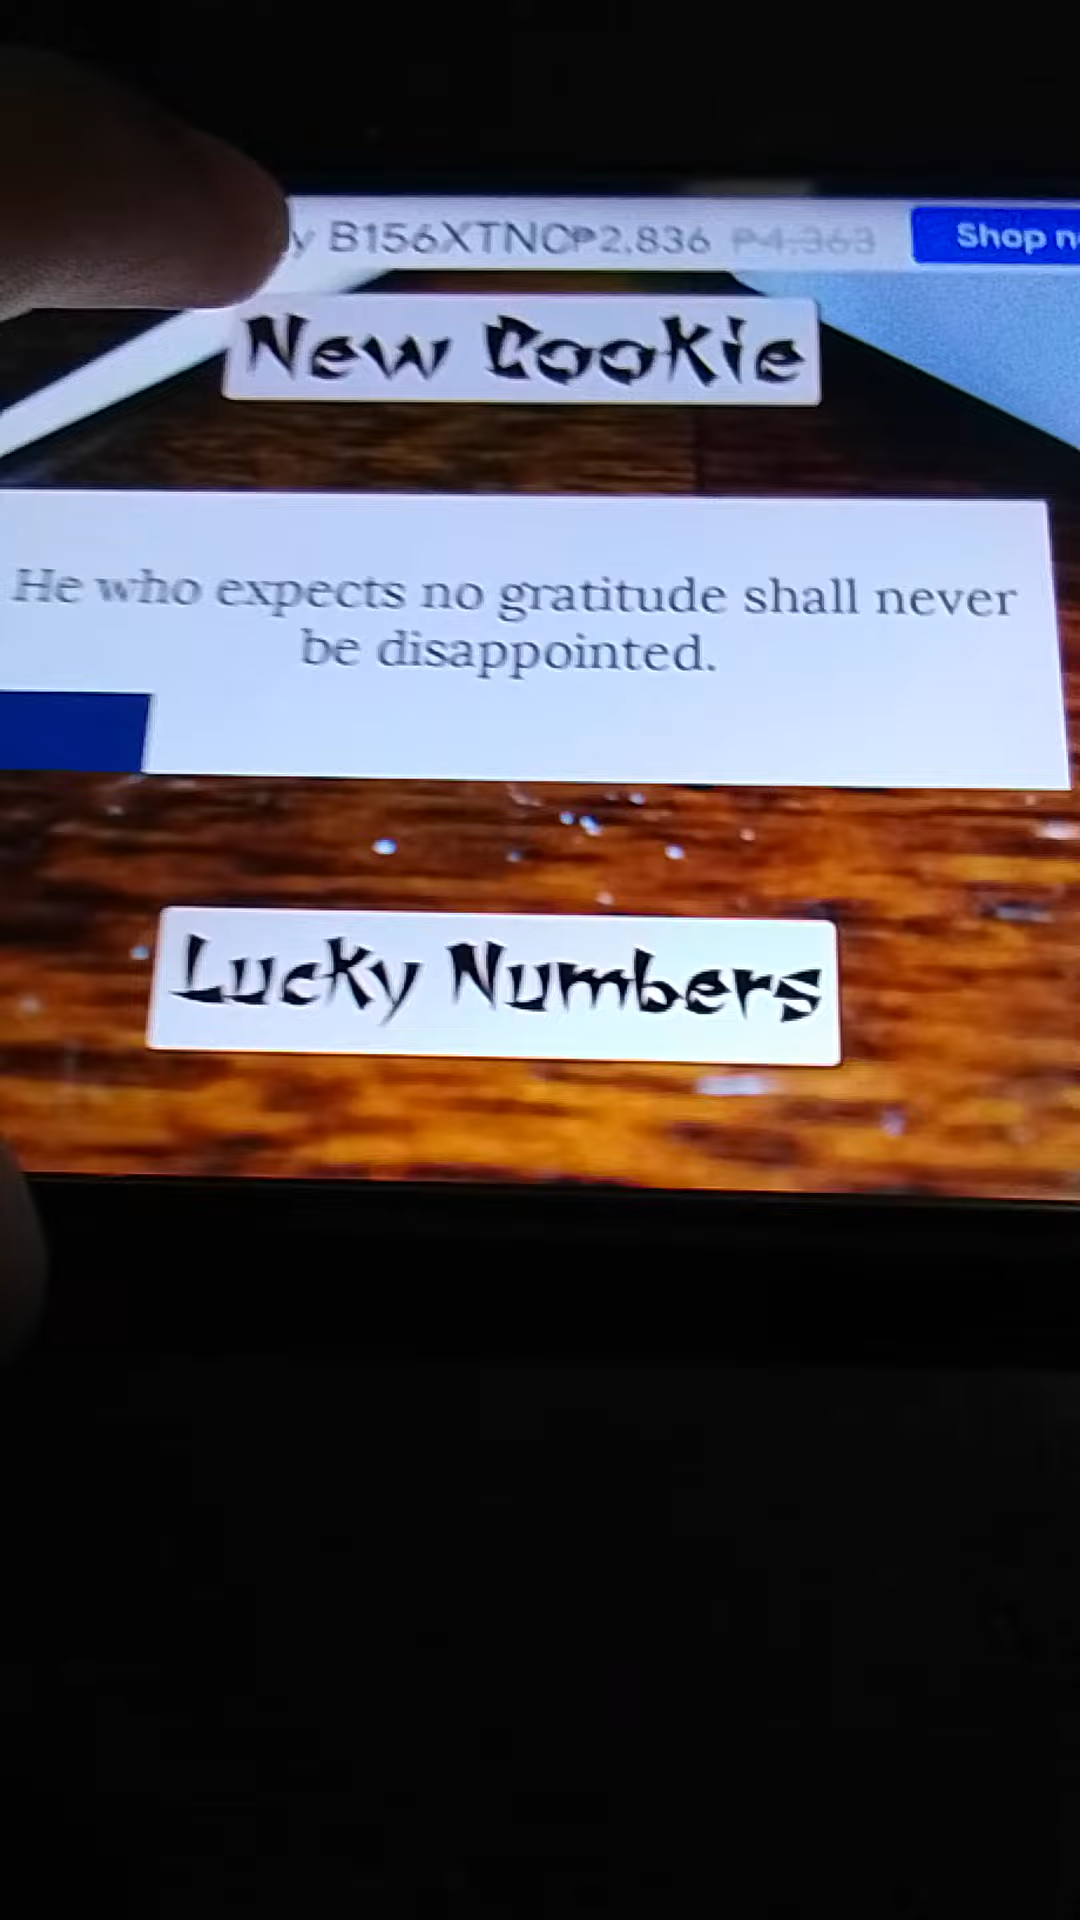 B156XTNC₱2,836 ₱4,363 Shop
New Cookie
He who expects no gratitude shall never
be disappointed.
Lucky Numbers